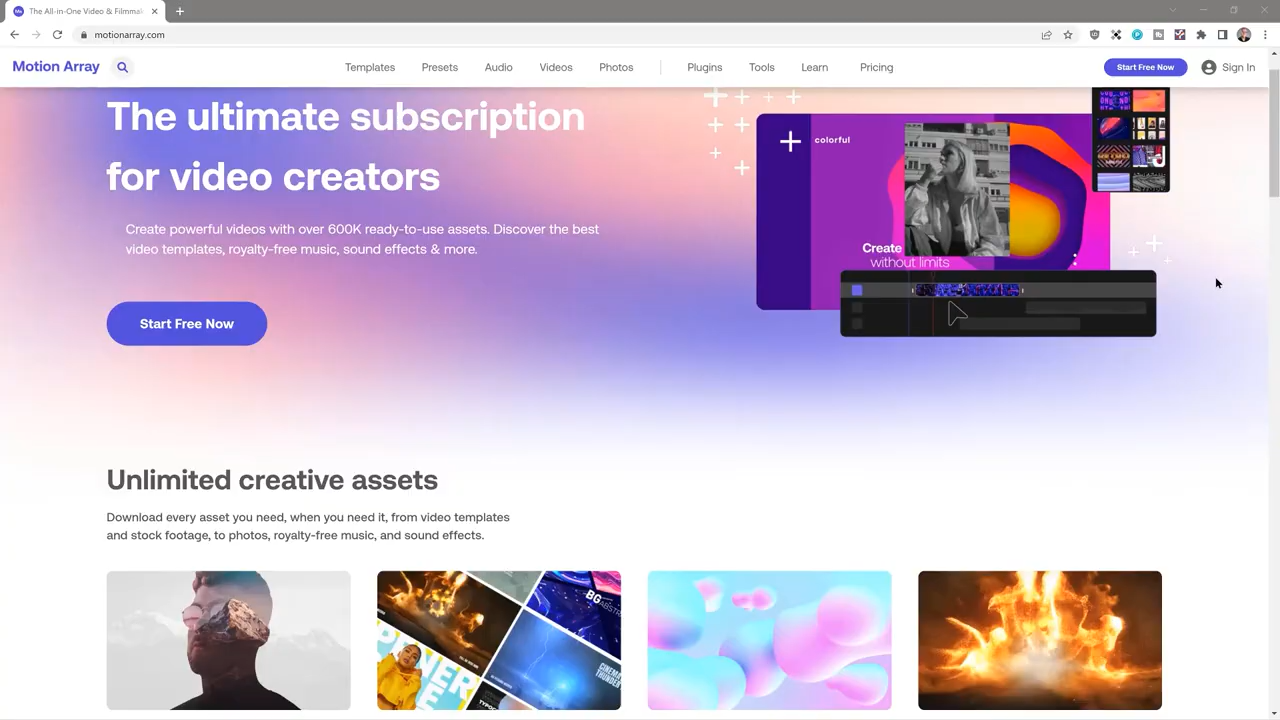 The All-in-One Video & Filmma
motionarray.com
Motion Array
Templates
Presets
Audio
Videos
Photos
Plugins
Tools
Learn
Pricing
Start Free Now
Sign In
The ultimate subscription
for video creators
Create powerful videos with over 600K ready-to-use assets. Discover the best
video templates, royalty-free music, sound effects & more.
Start Free Now
colorful
Create
without limits
RETRO
Unlimited creative assets
Download every asset you need, when you need it, from video templates
and stock footage, to photos, royalty-free music, and sound effects.